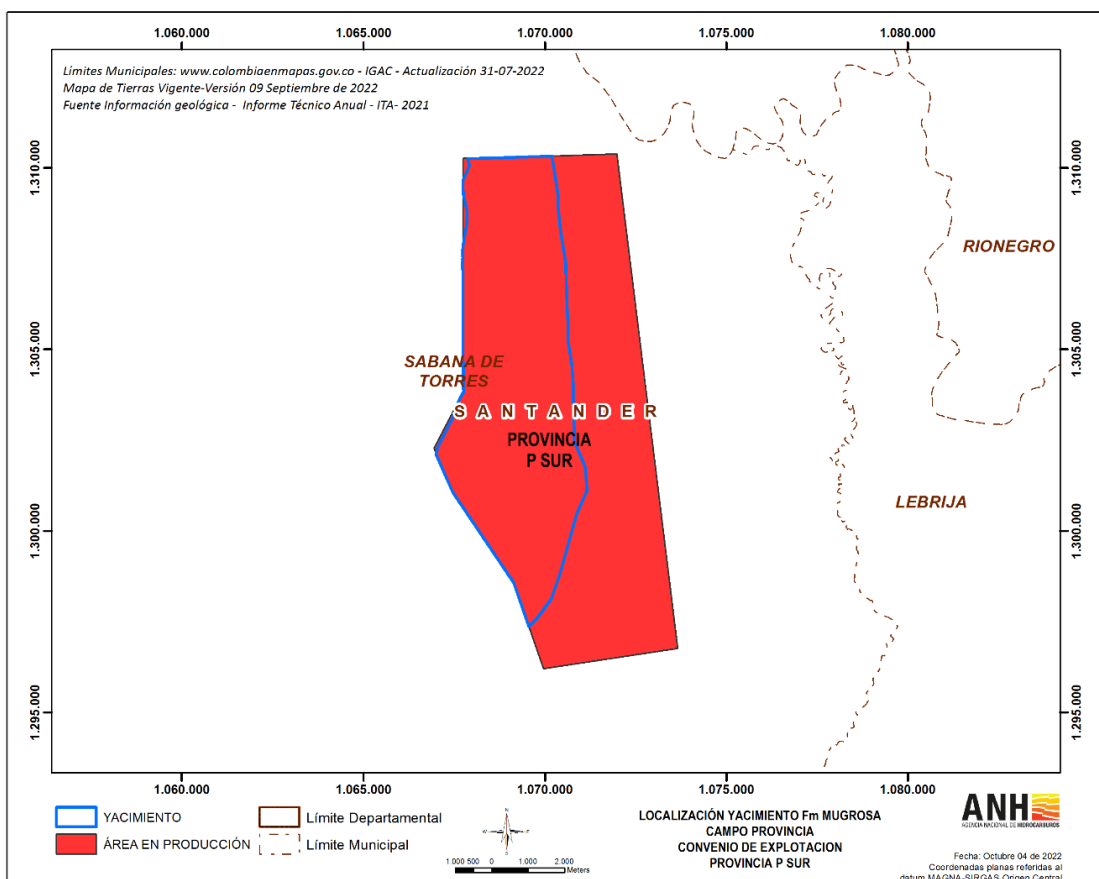 1.060.000 1.065.000 1.070.000 1.075.000 1.080.000
Límites Municipales: www.colombiaenmapas.gov.co - IGAC - Actualización 31-07-2022
Mapa de Tierras Vigente-Versión 09 Septiembre de 2022
Fuente Información geológica - Informe Técnico Anual - ITA- 2021
1.310.000 1.310.000
RIONEGRO
1.305.000 1.305.000
SABANA DE
TORRES
SANTANDER
PROVINCIA
P SUR
LEBRIJA
1.300.000 1.300.000
1.295.000 1.295.000
1.060.000 1.065.000 1.070.000 1.075.000 1.080.000
YACIMIENTO
ÁREA EN PRODUCCIÓN
Límite Departamental
Límite Municipal
N
W E
S
1.000 500 0 1.000 2.000
Meters
LOCALIZACIÓN YACIMIENTO Fm MUGROSA
CAMPO PROVINCIA
CONVENIO DE EXPLOTACION
PROVINCIA P SUR
ANH
AGENCIA NACIONAL DE HIDROCARBUROS
Fecha: Octubre 04 de 2022
Coordenadas planas referidas al
datum MAGNA-SIRGAS Origen Central